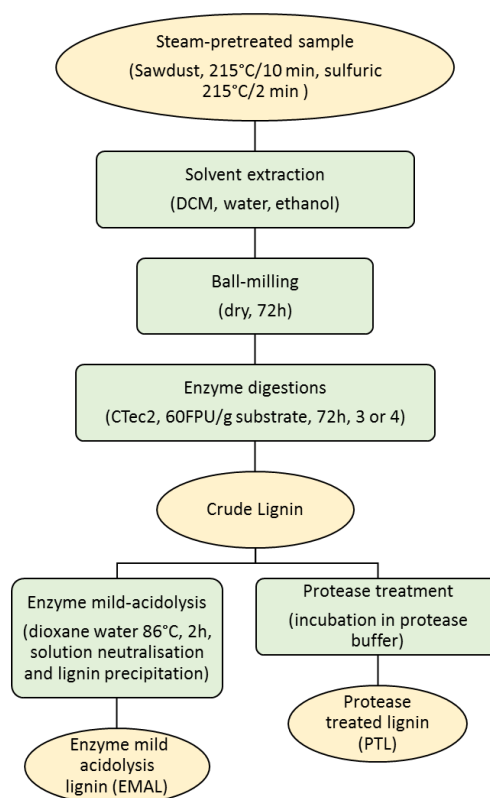 Steam-pretreated sample
(Sawdust, 215°C/10 min, sulfuric
215°C/2 min )
Solvent extraction
(DCM, water, ethanol)
Ball-milling
(dry, 72h)
Enzyme digestions
(CTec2, 60FPU/g substrate, 72h, 3 or 4)
Crude Lignin
Enzyme mild-acidolysis
(dioxane water 86°C, 2h,
solution neutralisation
and lignin precipitation)
Protease treatment
(incubation in protease
buffer)
Enzyme mild
acidolysis
lignin (EMAL)
Protease
treated lignin
(PTL)